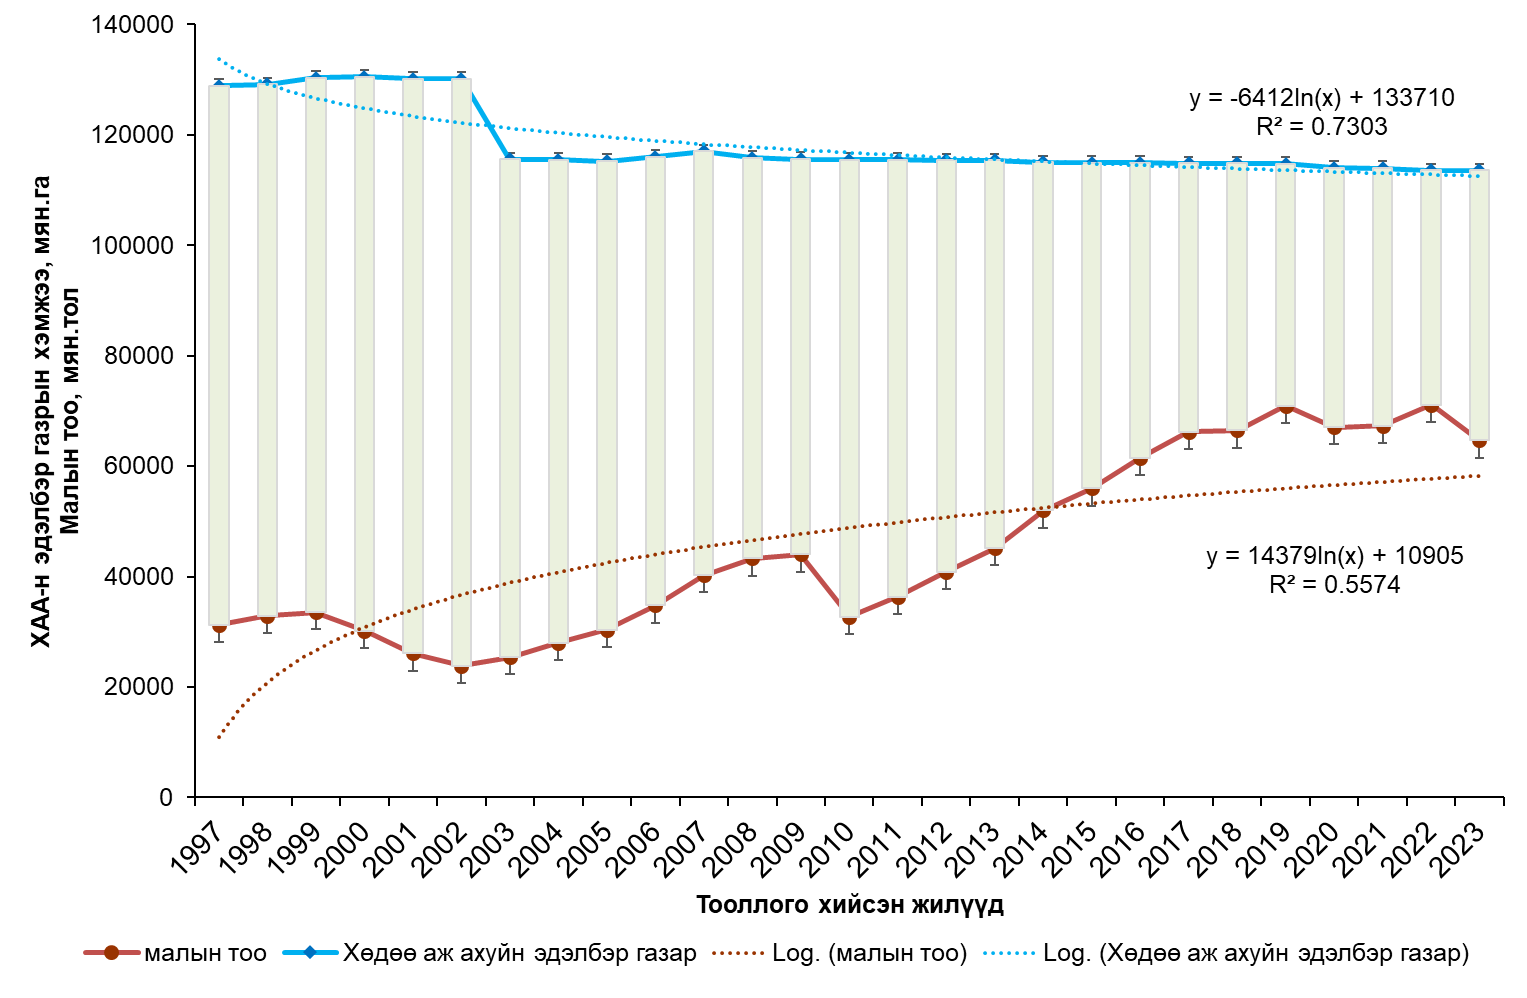 ХАА-н эдэлбэр газрын хэмжээ, мян.га
Малын тоо, мян.тол
140000
120000
100000
80000
60000
40000
20000
0
y = -6412ln(x) + 133710
R² = 0.7303
y = 14379ln(x) + 10905
R² = 0.5574
1997 1998 1999 2000 2001 2002 2003 2004 2005 2006 2007 2008 2009 2010 2011 2012 2013 2014 2015 2016 2017 2018 2019 2020 2021 2022 2023
Тооллого хийсэн жилүүд
малын тоо Хөдөө аж ахуйн эдэлбэр газар Log. (малын тоо) Log. (Хөдөө аж ахуйн эдэлбэр газар)